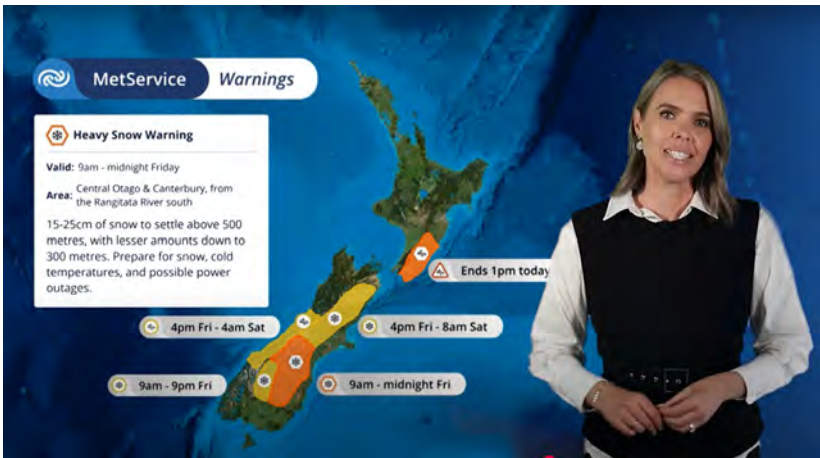 MetService Warnings
Heavy Snow Warning
Valid: 9am - midnight Friday
Area: Central Otago & Canterbury, from
the Rangitata River south
15-25cm of snow to settle above 500
metres, with lesser amounts down to
300 metres. Prepare for snow, cold
temperatures, and possible power
outages.
Ends 1pm today
4pm Fri - 4am Sat
4pm Fri - 8am Sat
9am - 9pm Fri
9am - midnight Fri